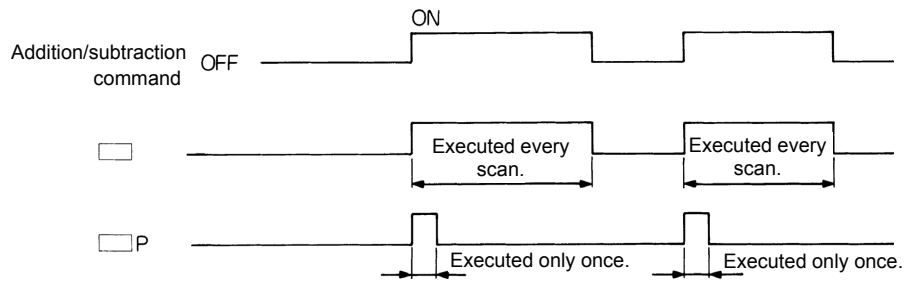 ON
Addition/subtraction
command
OFF
Executed every
scan.
Executed every
scan.
P
Executed only once.
Executed only once.